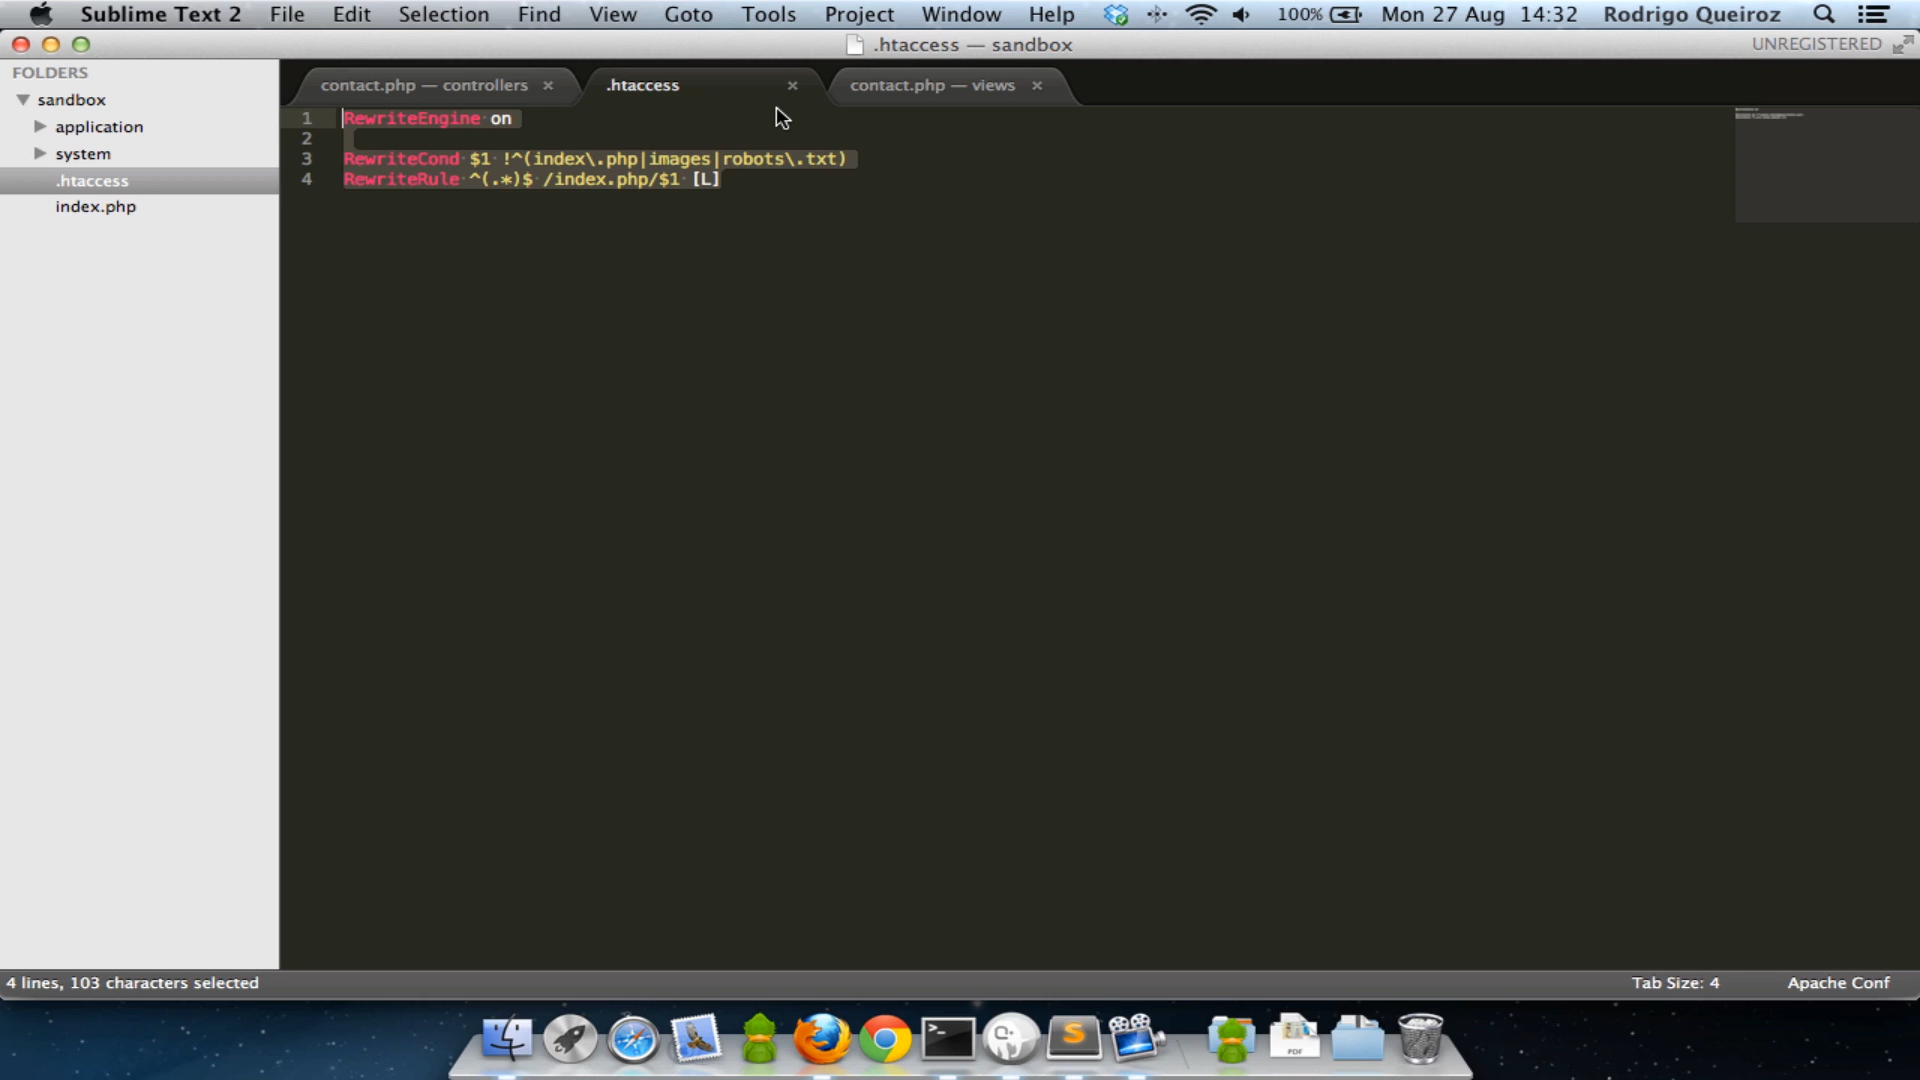 Sublime Text 2 File Edit Selection Find View Goto Tools Project Window Help 100% Mon 27 Aug 14:32 Rodrigo Queiroz
.htaccess — sandbox UNREGISTERED
FOLDERS
sandbox
application
system
.htaccess
index.php
contact.php — controllers × .htaccess × contact.php — views ×
1 RewriteEngine on
2
3 RewriteCond $1 !^(index\.php|images|robots\.txt)
4 RewriteRule ^(.*)$ /index.php/$1 [L]
4 lines, 103 characters selected Tab Size: 4 Apache Conf
PDF